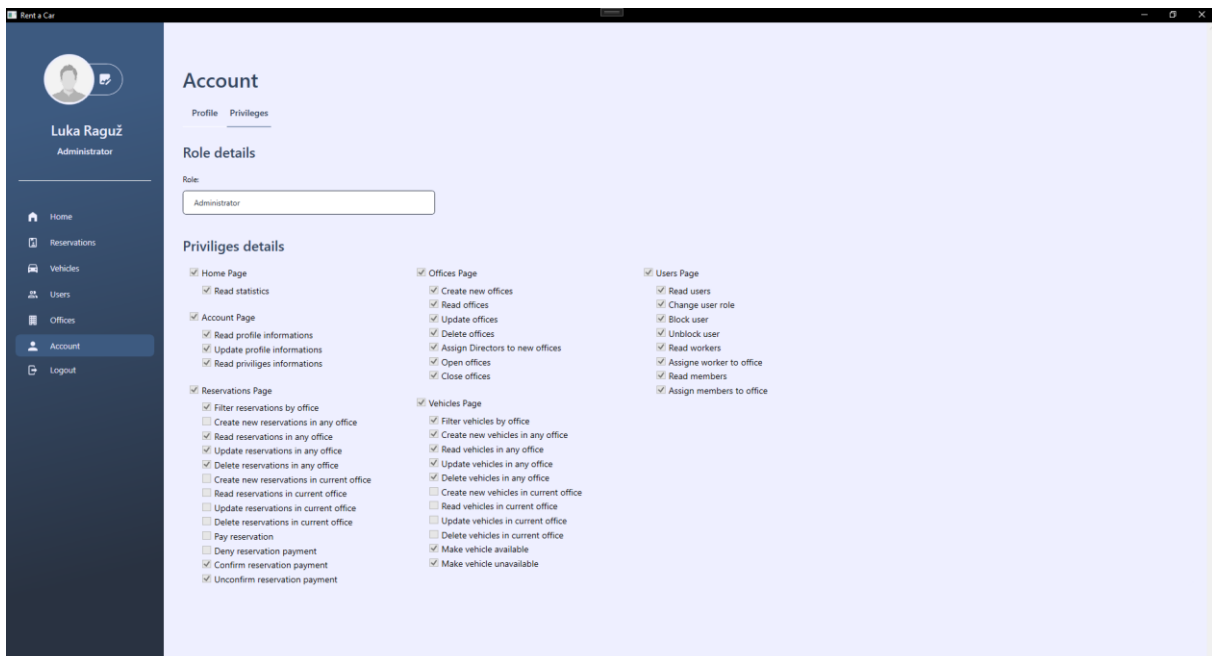 Rent a Car
Luka Raguž
Administrator
Home
Reservations
Vehicles
Users
Offices
Account
Logout
Account
Profile Privileges
Role details
Role:
Administrator
Priviliges details
Home Page
Read statistics
Account Page
Read profile informations
Update profile informations
Read priviliges informations
Reservations Page
Filter reservations by office
Create new reservations in any office
Read reservations in any office
Update reservations in any office
Delete reservations in any office
Create new reservations in current office
Read reservations in current office
Update reservations in current office
Delete reservations in current office
Pay reservation
Deny reservation payment
Confirm reservation payment
Unconfirm reservation payment
Offices Page
Create new offices
Read offices
Update offices
Delete offices
Assign Directors to new offices
Open offices
Close offices
Vehicles Page
Filter vehicles by office
Create new vehicles in any office
Read vehicles in any office
Update vehicles in any office
Delete vehicles in any office
Create new vehicles in current office
Read vehicles in current office
Update vehicles in current office
Delete vehicles in current office
Make vehicle available
Make vehicle unavailable
Users Page
Read users
Change user role
Block user
Unblock user
Read workers
Assigne worker to office
Read members
Assign members to office